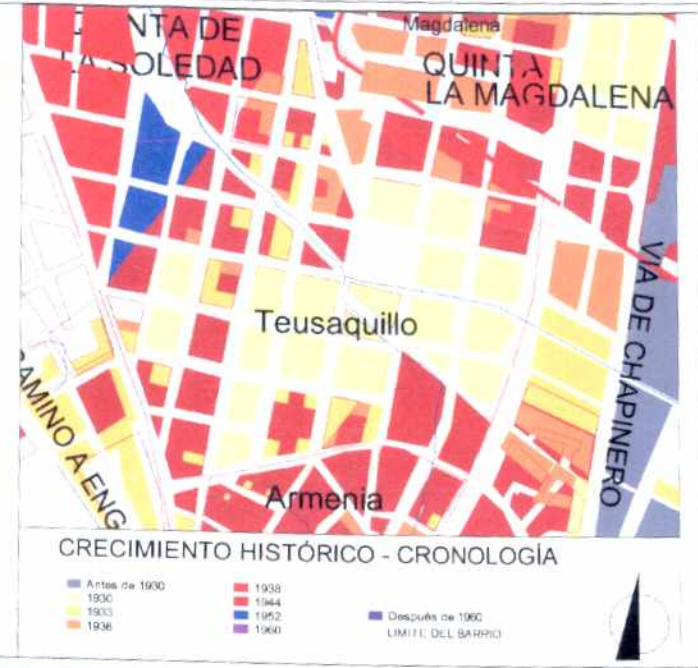 NTA DE
LA SOLEDAD
Magdalena
QUINTA
LA MAGDALENA
VIA DE CHAPINERO
Teusaquillo
CAMINO A ENG
Armenia
CRECIMIENTO HISTÓRICO - CRONOLOGÍA
Antes de 1930
1930
1933
1936
1938
1944
1952
1960
Después de 1960
LIMITE DEL BARRIO